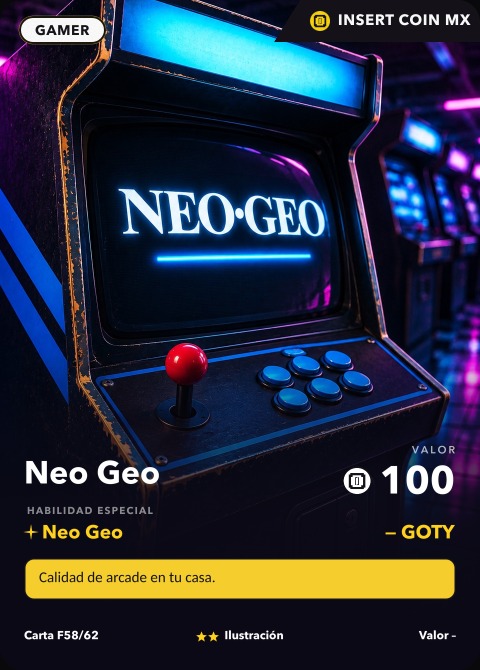 GAMER
INSERT COIN MX
NEO·GEO
VALOR
Neo Geo
100
HABILIDAD ESPECIAL
Neo Geo
– GOTY
Calidad de arcade en tu casa.
Carta F58/62
Ilustración
Valor –